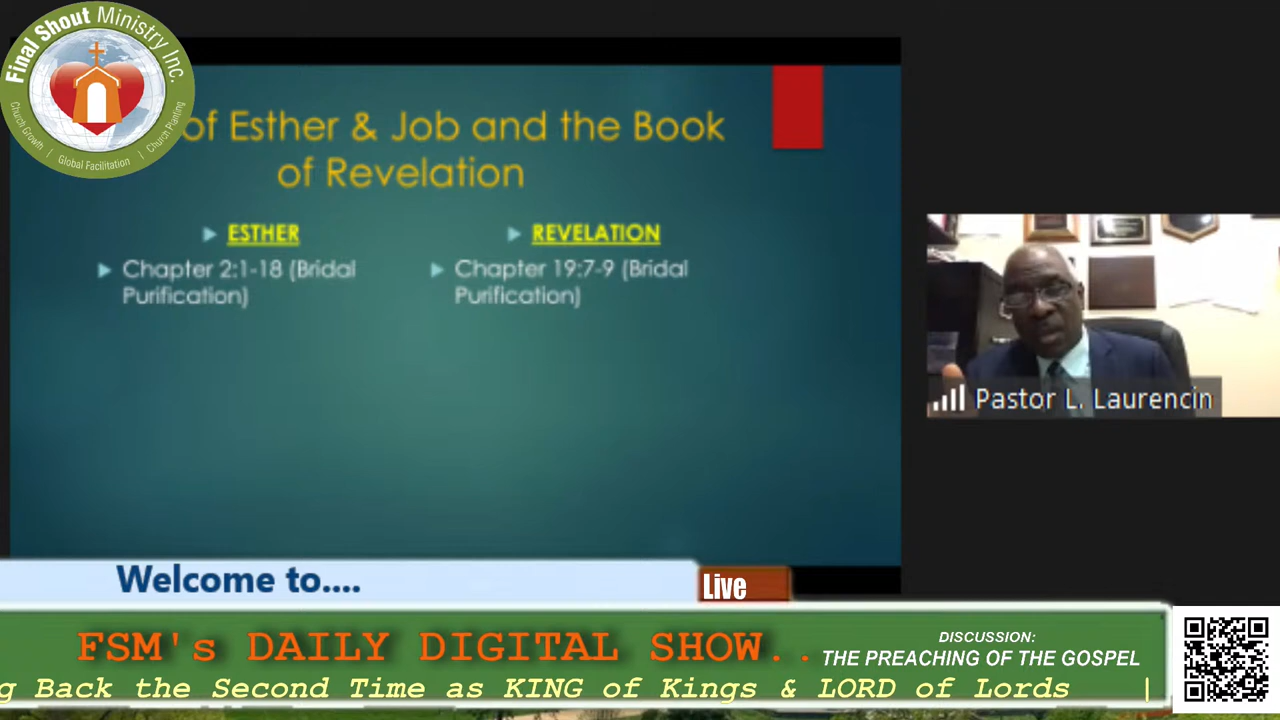 Final Shout Ministry Inc.
Church Growth | Global Facilitation | Church Planting
of Esther & Job and the Book
of Revelation
ESTHER
Chapter 2:1-18 (Bridal
Purification)
REVELATION
Chapter 19:7-9 (Bridal
Purification)
Pastor L. Laurencin
Welcome to....
Live
FSM's DAILY DIGITAL SHOW..
DISCUSSION:
THE PREACHING OF THE GOSPEL
g Back the Second Time as KING of Kings & LORD of Lords |